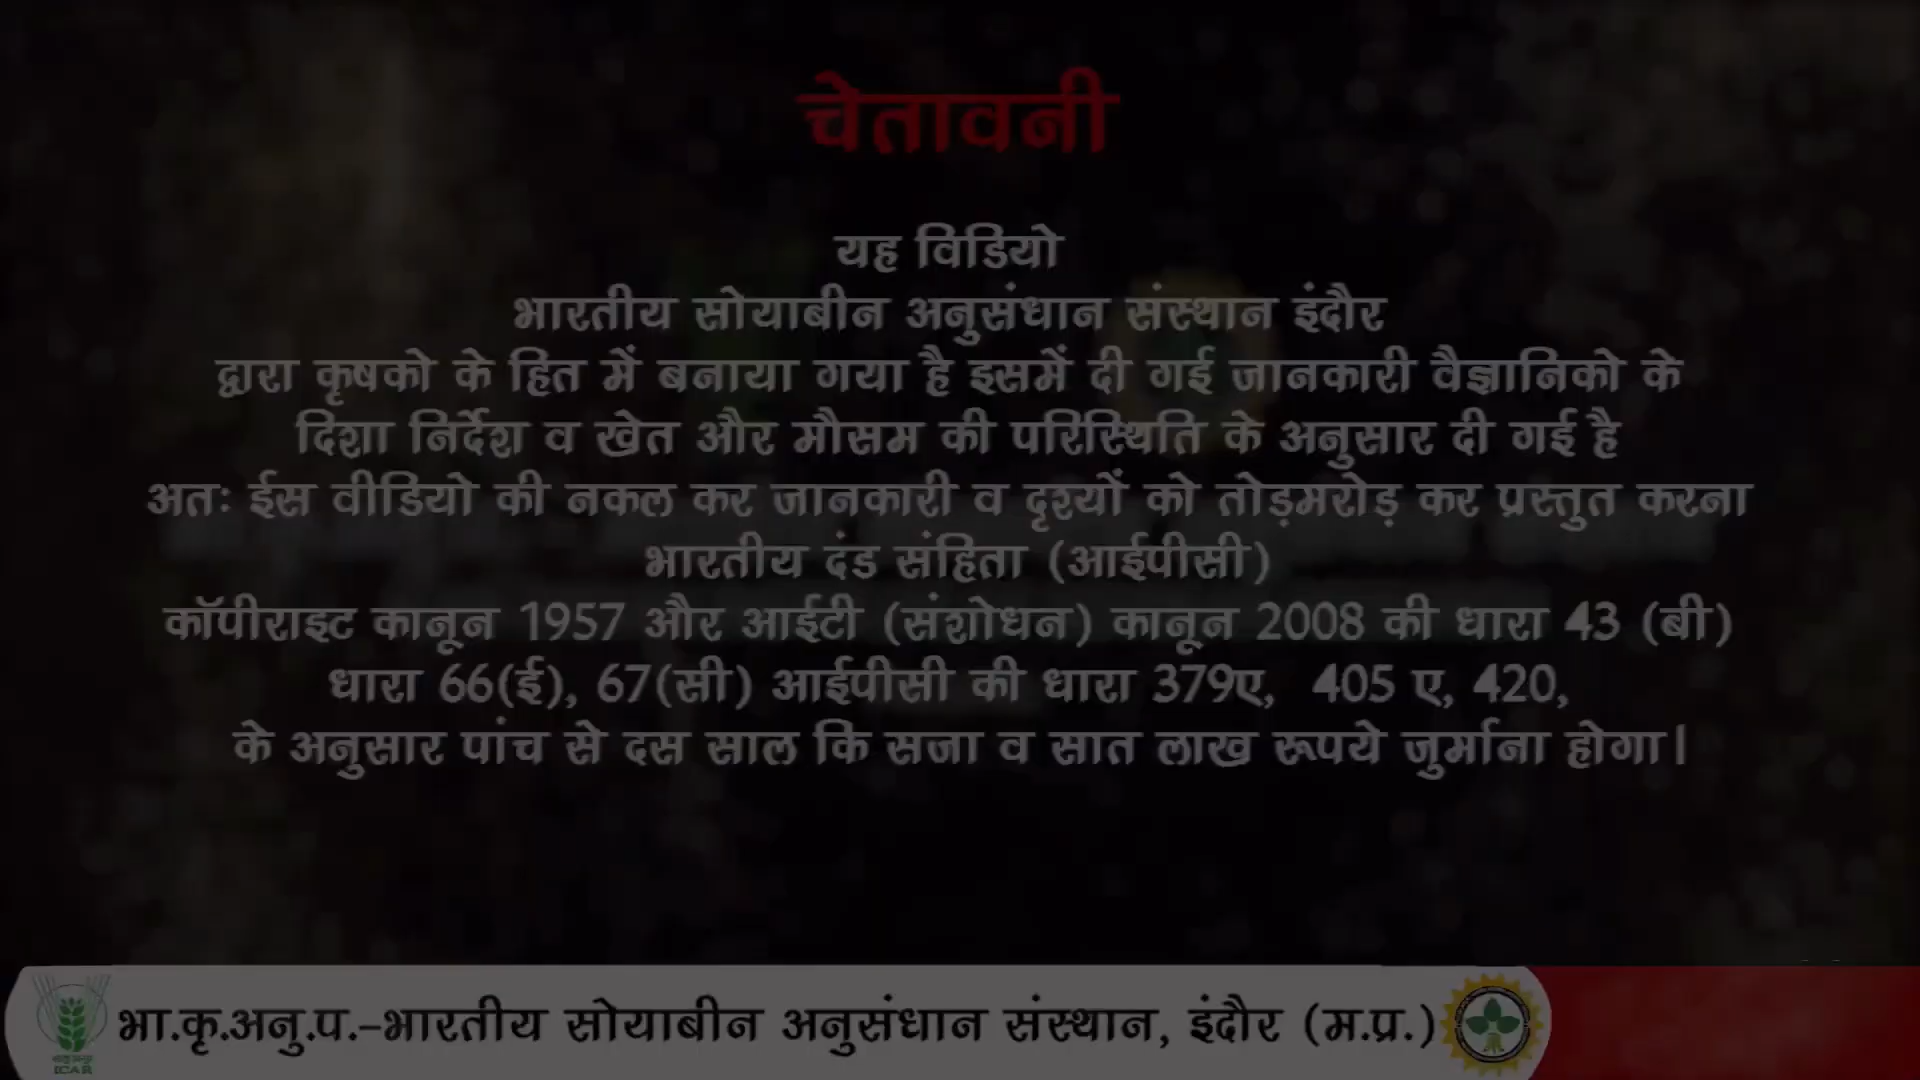 चेतावनी
यह विडियो
भारतीय सोयाबीन अनुसंधान संस्थान इंदौर
द्वारा कृषको के हित में बनाया गया है इसमें दी गई जानकारी वैज्ञानिको के
दिशा निर्देश व खेत और मौसम की परिस्थिति के अनुसार दी गई है
अतः ईस वीडियो की नकल कर जानकारी व दृश्यों को तोड़मरोड़ कर प्रस्तुत करना
भारतीय दंड संहिता (आईपीसी)
कॉपीराइट कानून 1957 और आईटी (संशोधन) कानून 2008 की धारा 43 (बी)
धारा 66(ई), 67(सी) आईपीसी की धारा 379ए, 405 ए, 420,
के अनुसार पांच से दस साल कि सजा व सात लाख रूपये जुर्माना होगा।
भा.कृ.अनु.प.-भारतीय सोयाबीन अनुसंधान संस्थान, इंदौर (म.प्र.)
ICAR